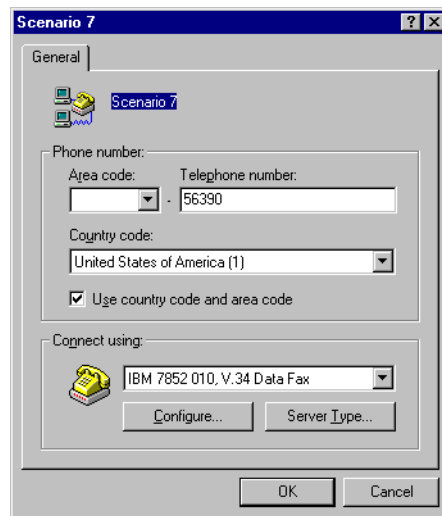 Scenario 7
General
Scenario 7
Phone number:
Area code: Telephone number:
- 56390
Country code:
United States of America (1)
Use country code and area code
Connect using:
IBM 7852 010, V.34 Data Fax
Configure... Server Type...
OK Cancel